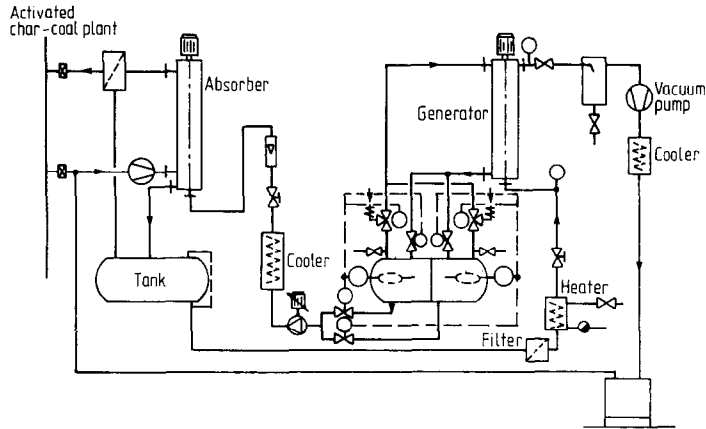 Activated
char-coal plant
Absorber
Generator
Vacuum
pump
Cooler
Cooler
Tank
Heater
Filter